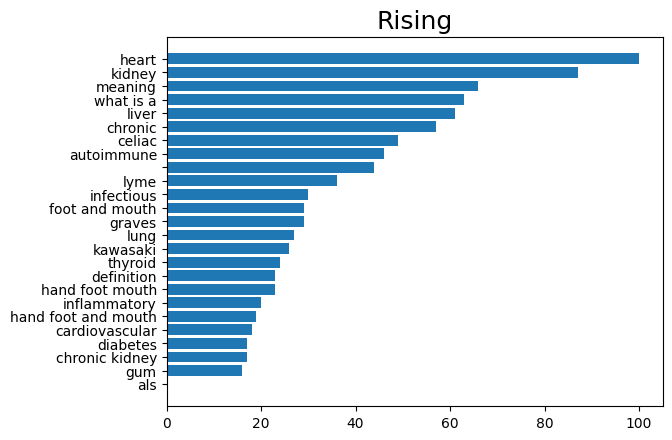 Rising
heart
kidney
meaning
what is a
liver
chronic
celiac
autoimmune
lyme
infectious
foot and mouth
graves
lung
kawasaki
thyroid
definition
hand foot mouth
inflammatory
hand foot and mouth
cardiovascular
diabetes
chronic kidney
gum
als
0 20 40 60 80 100